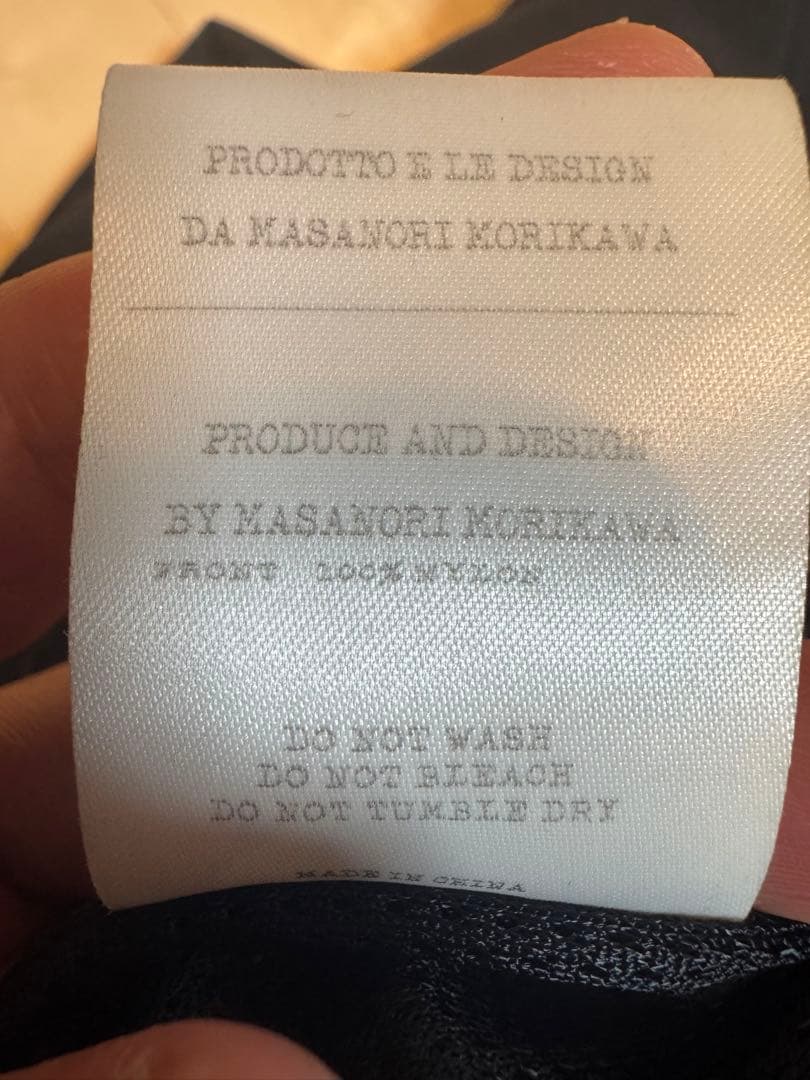 PRODOTTO E LE DESIGN
DA MASANORI MORIKAWA
PRODUCE AND DESIGN
BY MASANORI MORIKAWA
FRONT 100% NYLON
DO NOT WASH
DO NOT BLEACH
DO NOT TUMBLE DRY
MADE IN CHINA